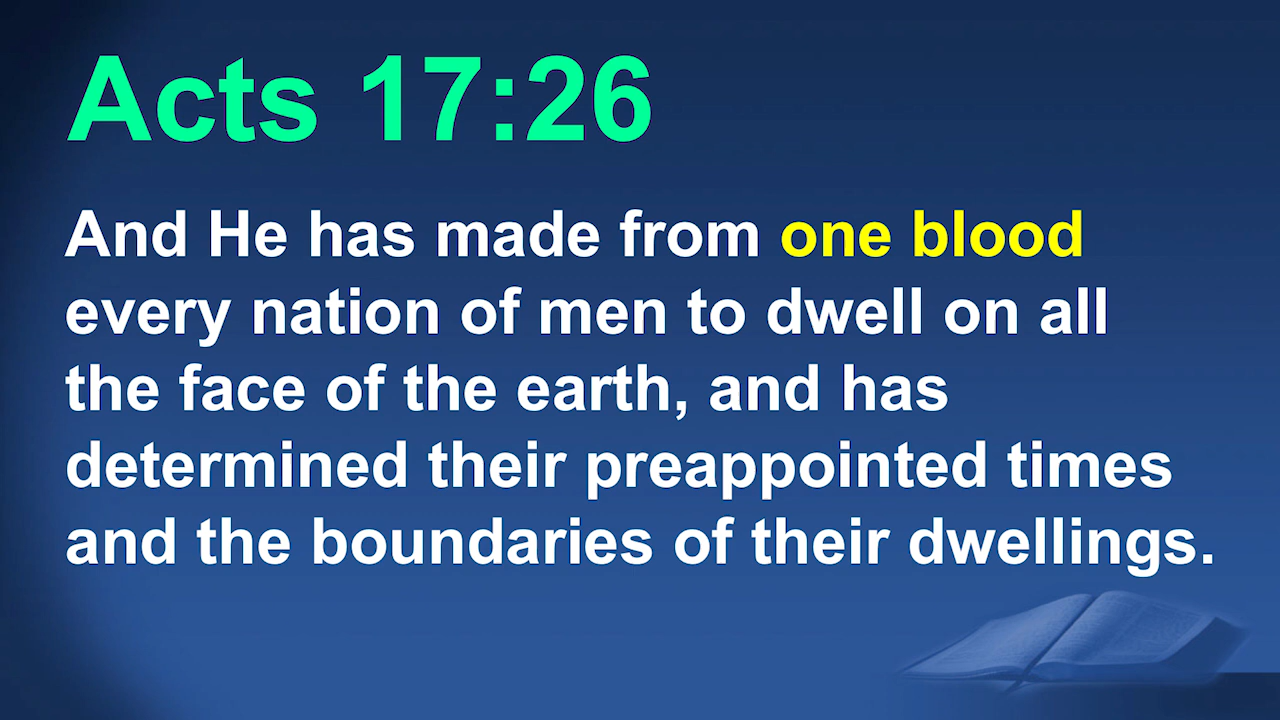 Acts 17:26
And He has made from one blood
every nation of men to dwell on all
the face of the earth, and has
determined their preappointed times
and the boundaries of their dwellings.